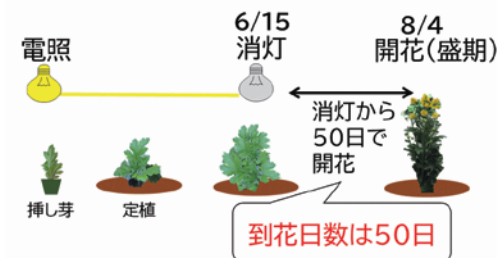 電照
6/15
消灯
8/4
開花(盛期)
消灯から
50日で
開花
挿し芽
定植
到花日数は50日